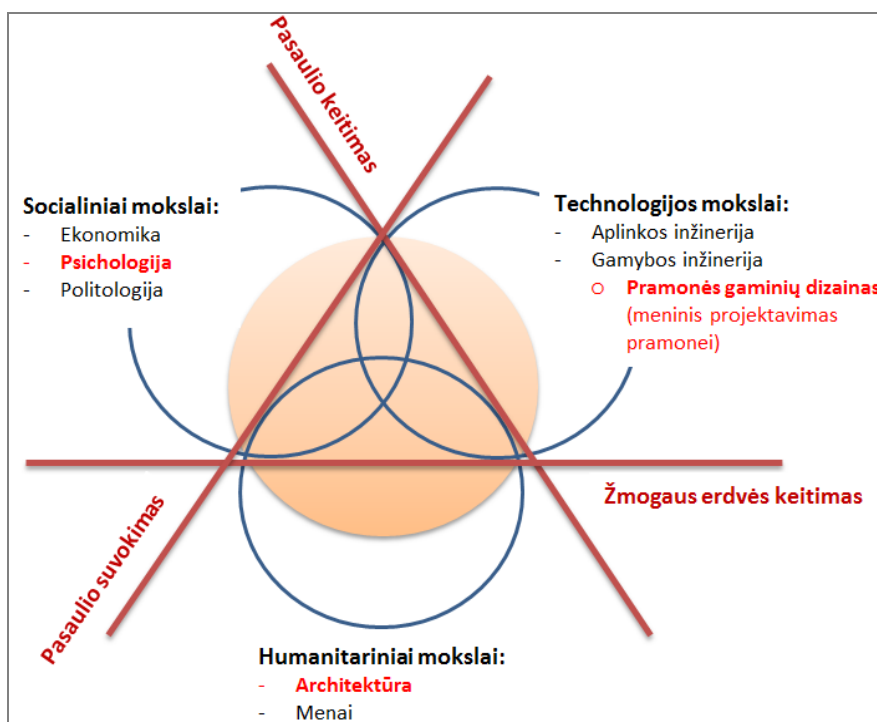 Pasaulio keitimas
Socialiniai mokslai:
- Ekonomika
- Psichologija
- Politologija
Technologijos mokslai:
- Aplinkos inžinerija
- Gamybos inžinerija
o Pramonės gaminių dizainas
(meninis projektavimas
pramonei)
Žmogaus erdvės keitimas
Pasaulio suvokimas
Humanitariniai mokslai:
- Architektūra
- Menai